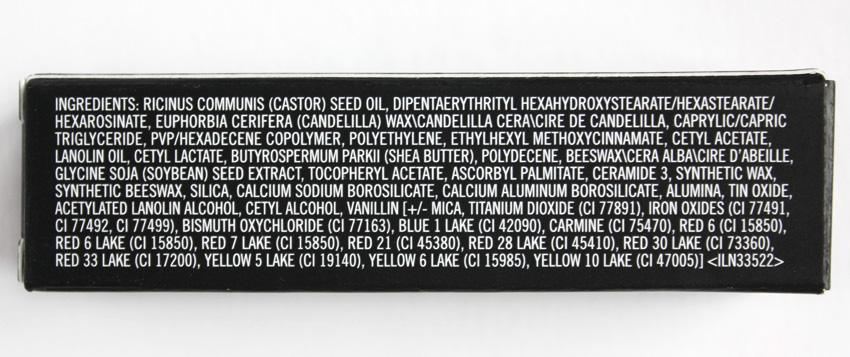 INGREDIENTS: RICINUS COMMUNIS (CASTOR) SEED OIL, DIPENTAERYTHRITYL HEXAHYDROXYSTEARATE/HEXASTEARATE/
HEXAROSINATE, EUPHORBIA CERIFERA (CANDELILLA) WAX\CANDELILLA CERA\CIRE DE CANDELILLA, CAPRYLIC/CAPRIC
TRIGLYCERIDE, PVP/HEXADECENE COPOLYMER, POLYETHYLENE, ETHYLHEXYL METHOXYCINNAMATE, CETYL ACETATE,
LANOLIN OIL, CETYL LACTATE, BUTYROSPERMUM PARKII (SHEA BUTTER), POLYDECENE, BEESWAX\CERA ALBA\CIRE D'ABEILLE,
GLYCINE SOJA (SOYBEAN) SEED EXTRACT, TOCOPHERYL ACETATE, ASCORBYL PALMITATE, CERAMIDE 3, SYNTHETIC WAX,
SYNTHETIC BEESWAX, SILICA, CALCIUM SODIUM BOROSILICATE, CALCIUM ALUMINUM BOROSILICATE, ALUMINA, TIN OXIDE,
ACETYLATED LANOLIN ALCOHOL, CETYL ALCOHOL, VANILLIN [+/- MICA, TITANIUM DIOXIDE (CI 77891), IRON OXIDES (CI 77491,
CI 77492, CI 77499), BISMUTH OXYCHLORIDE (CI 77163), BLUE 1 LAKE (CI 42090), CARMINE (CI 75470), RED 6 (CI 15850),
RED 6 LAKE (CI 15850), RED 7 LAKE (CI 15850), RED 21 (CI 45380), RED 28 LAKE (CI 45410), RED 30 LAKE (CI 73360),
RED 33 LAKE (CI 17200), YELLOW 5 LAKE (CI 19140), YELLOW 6 LAKE (CI 15985), YELLOW 10 LAKE (CI 47005)] <ILN33522>